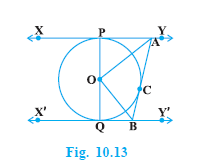 X P Y
A
O
C
X' Q B Y'
Fig. 10.13